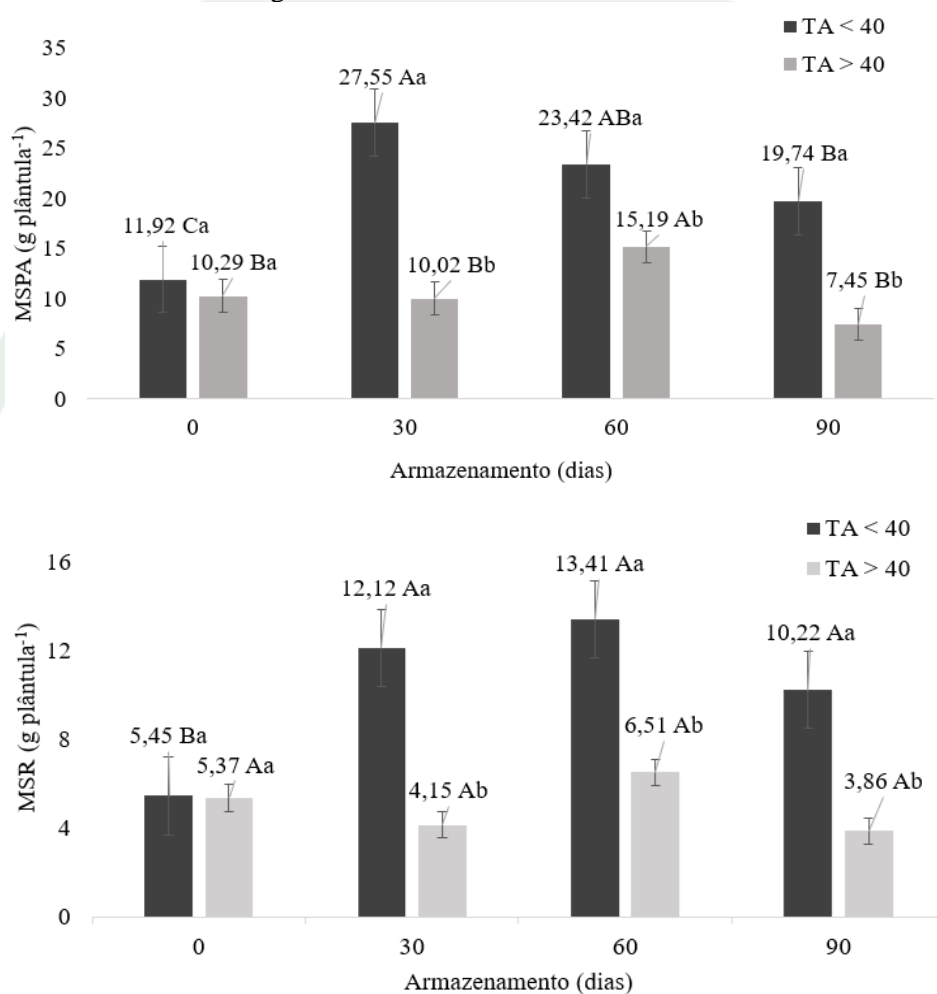 TA < 40
TA > 40
MSPA (g plântula-1)
35
30
25
20
15
10
5
0
11,92 Ca
10,29 Ba
27,55 Aa
10,02 Bb
23,42 ABa
15,19 Ab
19,74 Ba
7,45 Bb
0 30 60 90
Armazenamento (dias)
TA < 40
TA > 40
MSR (g plântula-1)
16
12
8
4
0
5,45 Ba
5,37 Aa
12,12 Aa
4,15 Ab
13,41 Aa
6,51 Ab
10,22 Aa
3,86 Ab
0 30 60 90
Armazenamento (dias)